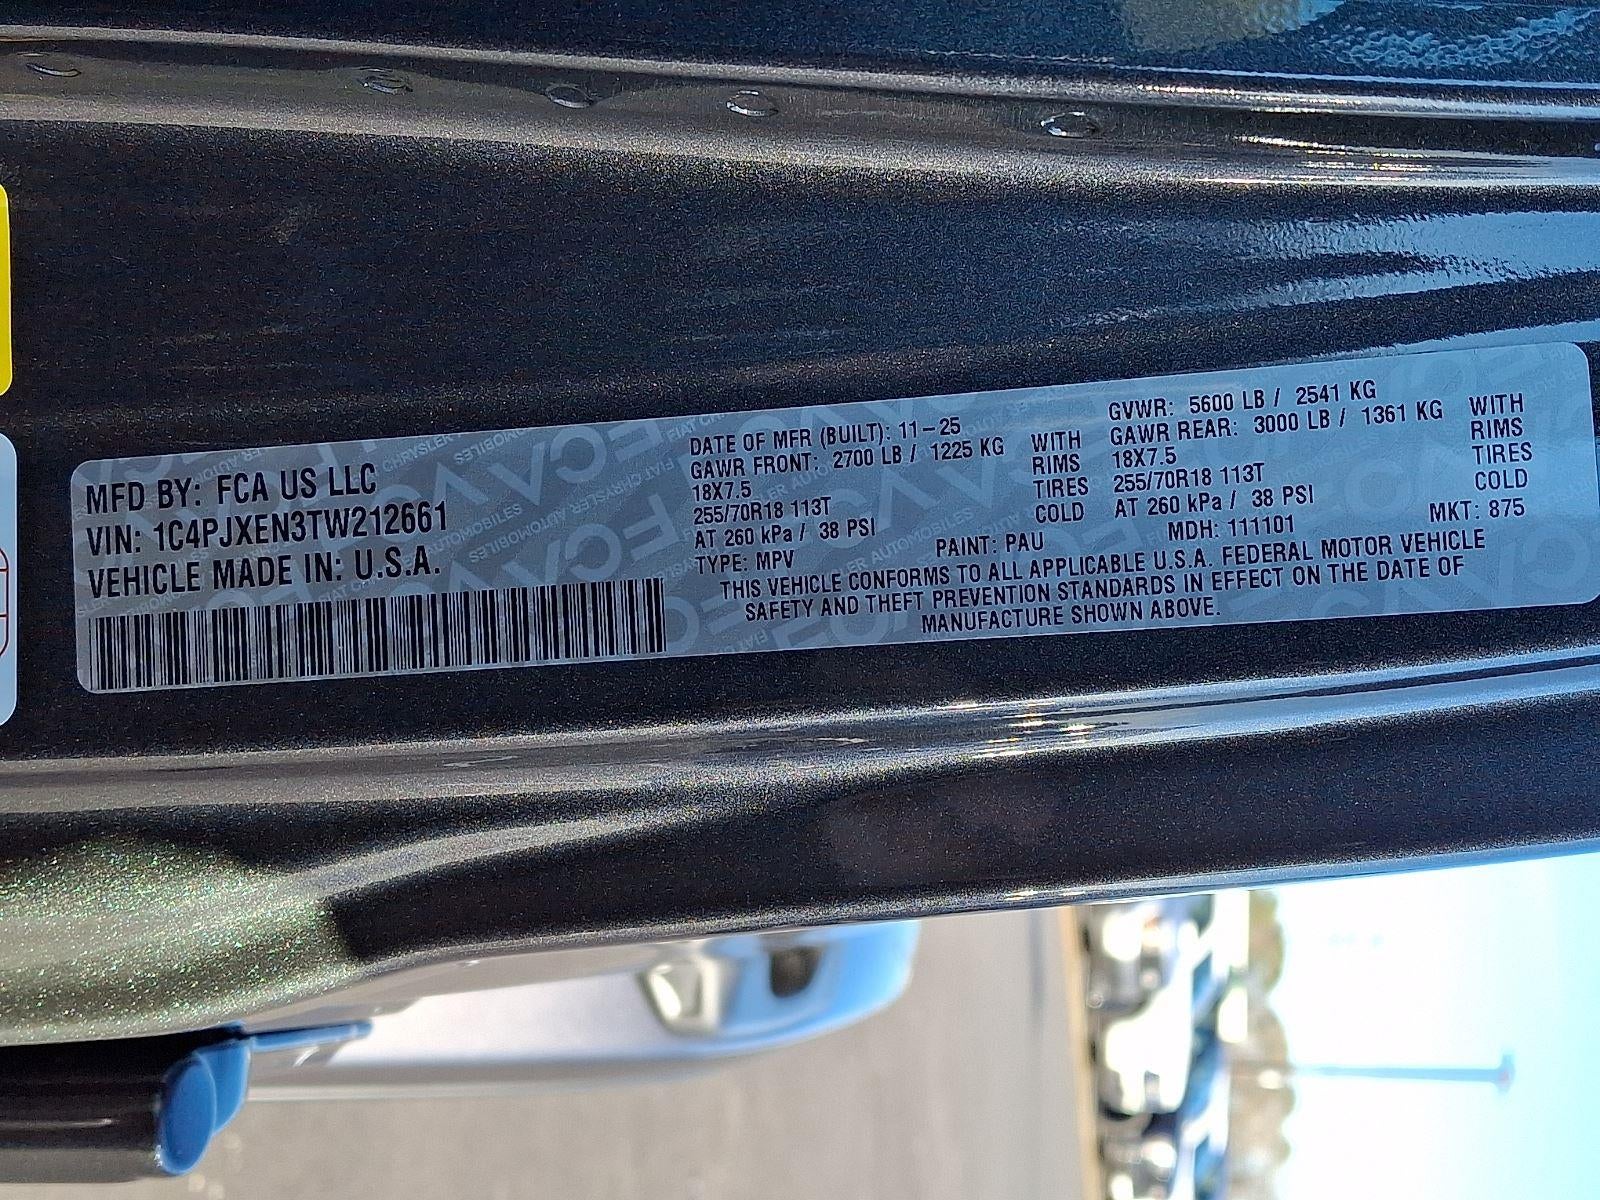 MFD BY: FCA US LLC
VIN: 1C4PJXEN3TW212661
VEHICLE MADE IN: U.S.A.
DATE OF MFR (BUILT): 11-25
GVWR: 5600 LB / 2541 KG
GAWR FRONT: 2700 LB / 1225 KG WITH
18X7.5 RIMS
255/70R18 113T TIRES
AT 260 kPa / 38 PSI COLD
GAWR REAR: 3000 LB / 1361 KG WITH
18X7.5 RIMS
255/70R18 113T TIRES
AT 260 kPa / 38 PSI COLD
TYPE: MPV PAINT: PAU MDH: 111101 MKT: 875
THIS VEHICLE CONFORMS TO ALL APPLICABLE U.S.A. FEDERAL MOTOR VEHICLE
SAFETY AND THEFT PREVENTION STANDARDS IN EFFECT ON THE DATE OF
MANUFACTURE SHOWN ABOVE.